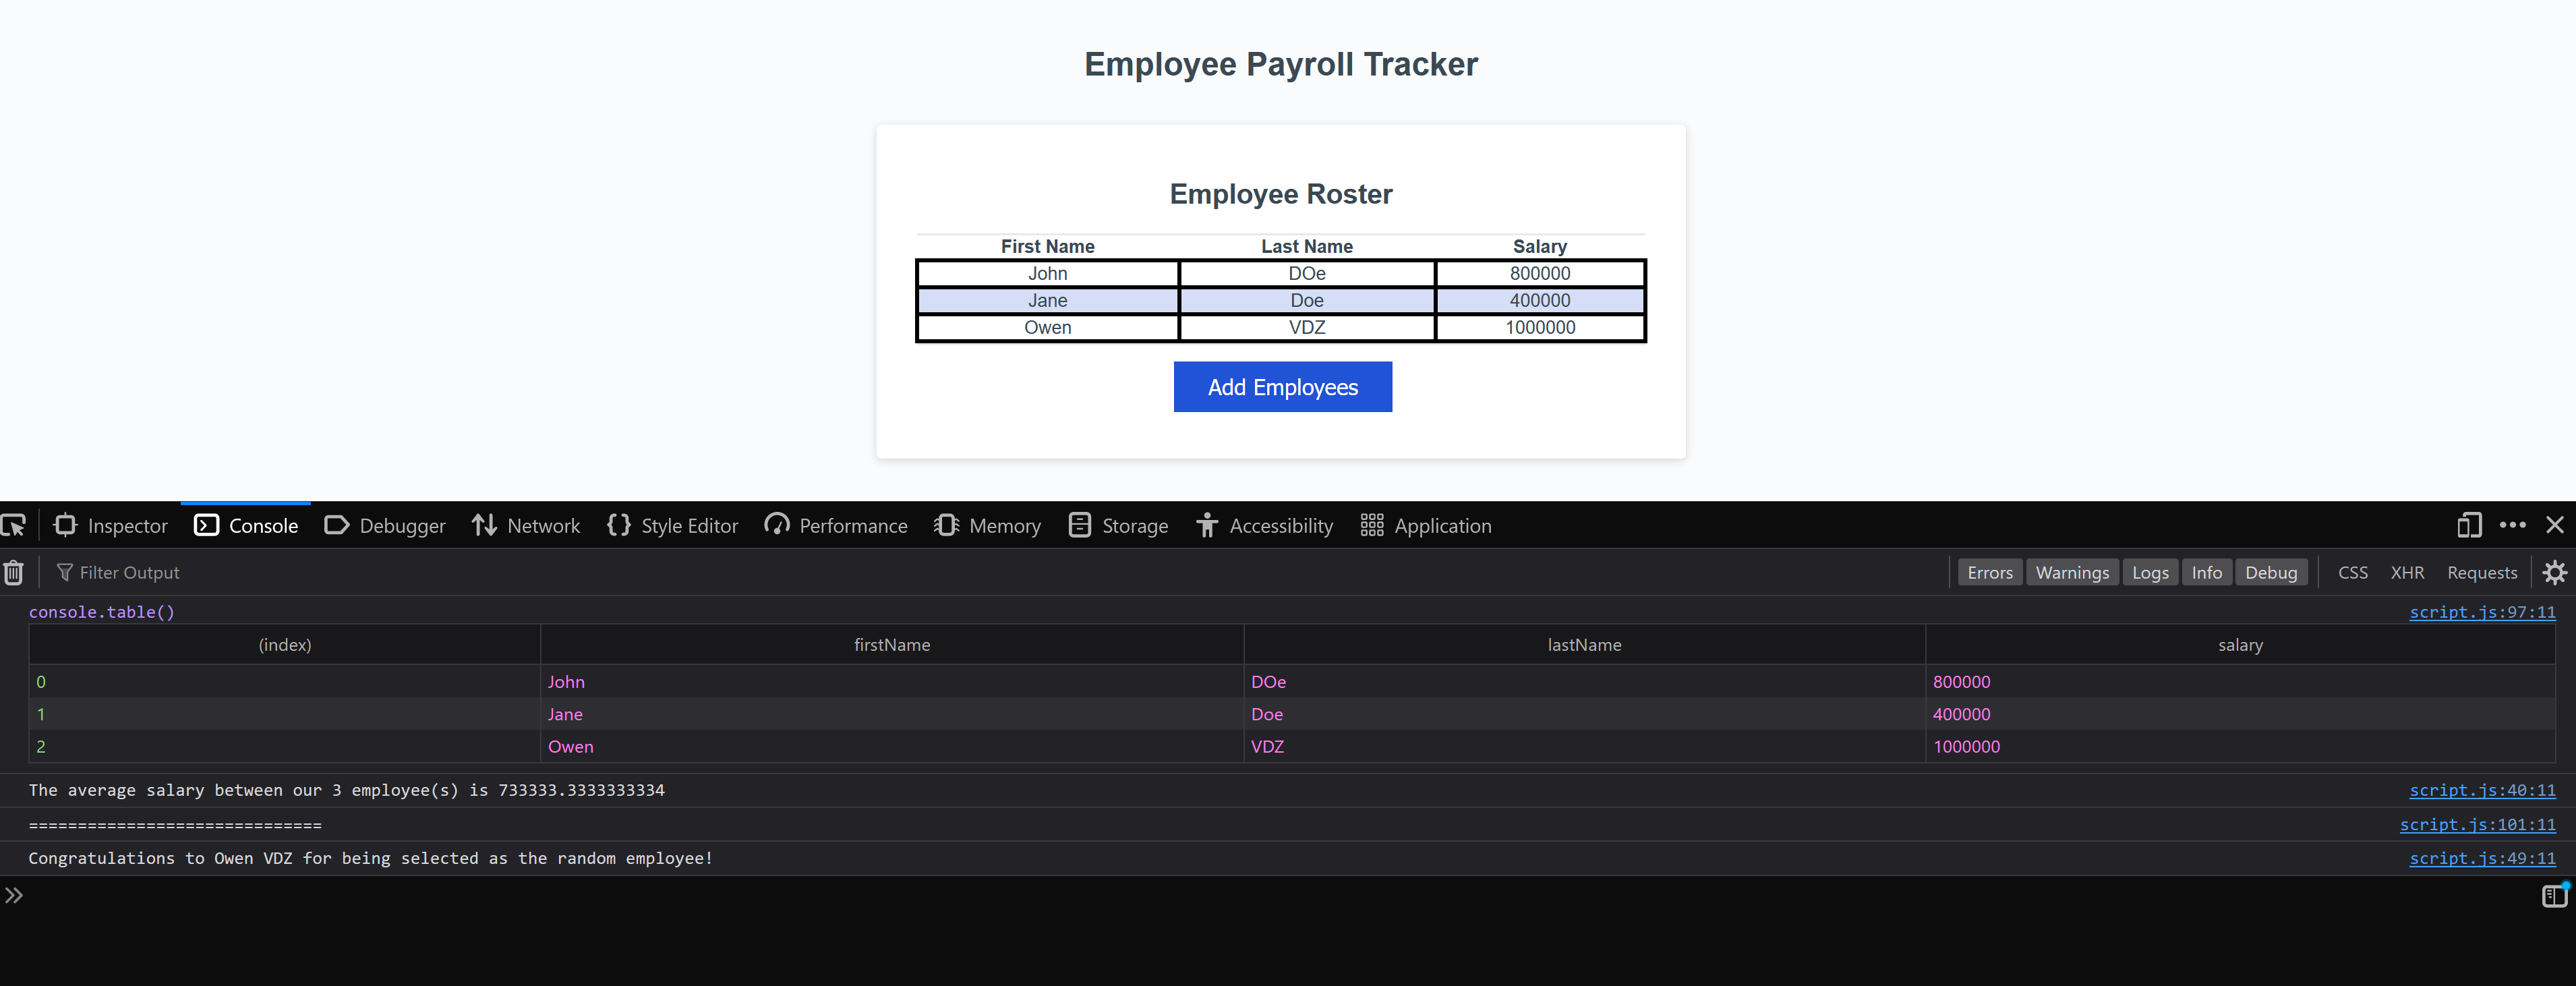 Employee Payroll Tracker
Employee Roster
First Name Last Name Salary
John DOe 800000
Jane Doe 400000
Owen VDZ 1000000
Add Employees
Inspector Console Debugger Network Style Editor Performance Memory Storage Accessibility Application
Filter Output Errors Warnings Logs Info Debug CSS XHR Requests
console.table() script.js:97:11
(index) firstName lastName salary
0 John DOe 800000
1 Jane Doe 400000
2 Owen VDZ 1000000
The average salary between our 3 employee(s) is 733333.3333333334 script.js:40:11
============================== script.js:101:11
Congratulations to Owen VDZ for being selected as the random employee! script.js:49:11